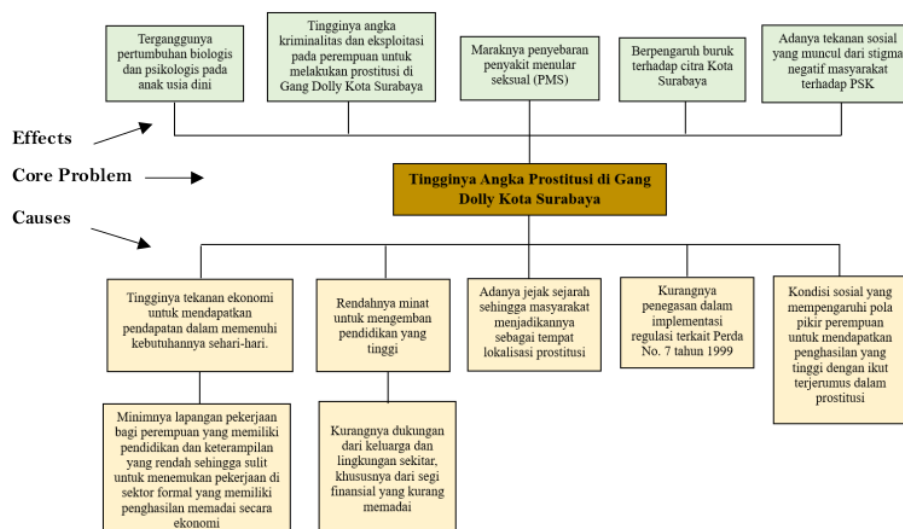 Terganggunya
pertumbuhan biologis
dan psikologis pada
anak usia dini
Tingginya angka
kriminalitas dan eksploitasi
pada perempuan untuk
melakukan prostitusi di
Gang Dolly Kota Surabaya
Maraknya penyebaran
penyakit menular
seksual (PMS)
Berpengaruh buruk
terhadap citra Kota
Surabaya
Adanya tekanan sosial
yang muncul dari stigma
negatif masyarakat
terhadap PSK
Effects
Core Problem
Tingginya Angka Prostitusi di Gang
Dolly Kota Surabaya
Causes
Tingginya tekanan ekonomi
untuk mendapatkan
pendapatan dalam memenuhi
kebutuhannya sehari-hari.
Rendahnya minat
untuk mengemban
pendidikan yang
tinggi
Adanya jejak sejarah
sehingga masyarakat
menjadikannya
sebagai tempat
lokalisasi prostitusi
Kurangnya
penegasan dalam
implementasi
regulasi terkait Perda
No. 7 tahun 1999
Kondisi sosial yang
mempengaruhi pola
pikir perempuan
untuk mendapatkan
penghasilan yang
tinggi dengan ikut
terjerumus dalam
prostitusi
Minimnya lapangan pekerjaan
bagi perempuan yang memiliki
pendidikan dan keterampilan
yang rendah sehingga sulit
untuk menemukan pekerjaan di
sektor formal yang memiliki
penghasilan memadai secara
ekonomi
Kurangnya dukungan
dari keluarga dan
lingkungan sekitar,
khususnya dari segi
finansial yang kurang
memadai